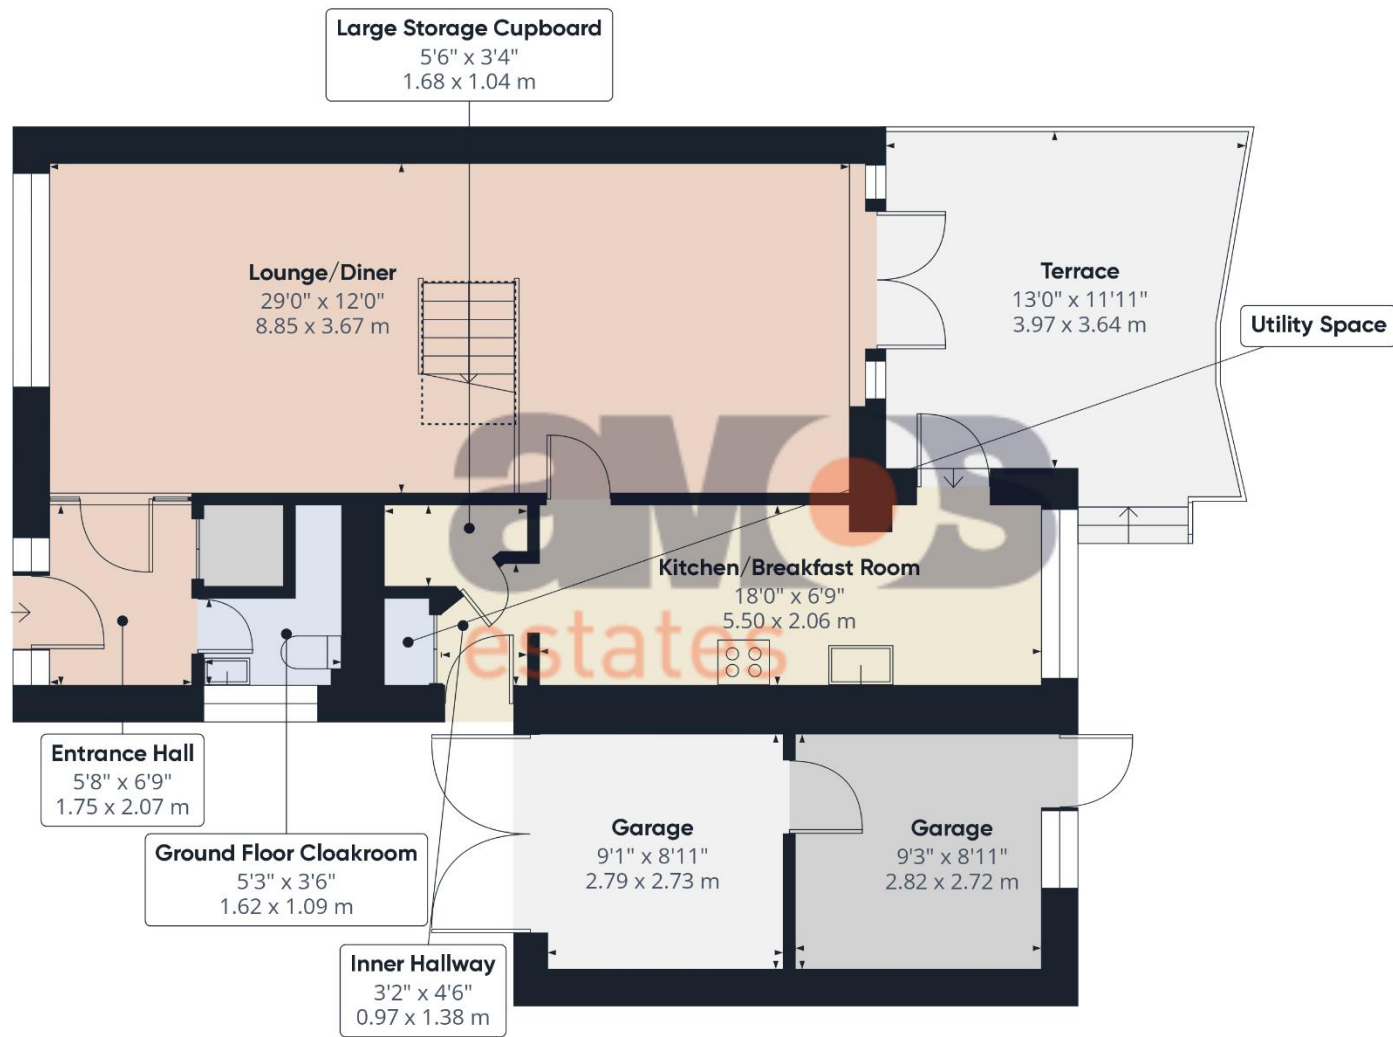 Large Storage Cupboard
5'6" x 3'4"
1.68 x 1.04 m
Lounge/Diner
29'0" x 12'0"
8.85 x 3.67 m
Terrace
13'0" x 11'11"
3.97 x 3.64 m
Utility Space
amos
estates
Kitchen/Breakfast Room
18'0" x 6'9"
5.50 x 2.06 m
Entrance Hall
5'8" x 6'9"
1.75 x 2.07 m
Ground Floor Cloakroom
5'3" x 3'6"
1.62 x 1.09 m
Inner Hallway
3'2" x 4'6"
0.97 x 1.38 m
Garage
9'1" x 8'11"
2.79 x 2.73 m
Garage
9'3" x 8'11"
2.82 x 2.72 m